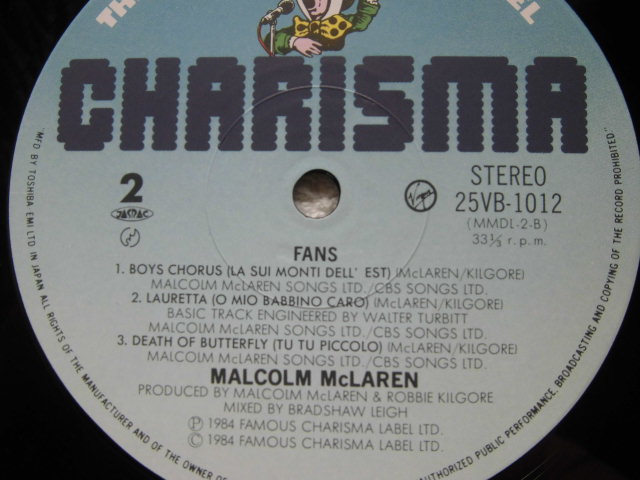 TH
EL
CHARISMA
2
JASRAC
STEREO
25VB-1012
(MMDL-2-B)
33⅓ r.p.m.
Virgin
FANS
1. BOYS CHORUS (LA SUI MONTI DELL' EST) (McLAREN/KILGORE)
MALCOLM McLAREN SONGS LTD./CBS SONGS LTD.
2. LAURETTA (O MIO BABBINO CARO) (McLAREN/KILGORE)
BASIC TRACK ENGINEERED BY WALTER TURBITT
MALCOLM McLAREN SONGS LTD./CBS SONGS LTD.
3. DEATH OF BUTTERFLY (TU TU PICCOLO) (McLAREN/KILGORE)
MALCOLM McLAREN SONGS LTD./CBS SONGS LTD.
MALCOLM McLAREN
PRODUCED BY MALCOLM McLAREN & ROBBIE KILGORE
MIXED BY BRADSHAW LEIGH
Ⓟ 1984 FAMOUS CHARISMA LABEL LTD.
© 1984 FAMOUS CHARISMA LABEL LTD.
"MFD BY TOSHIBA EMI LTD IN JAPAN ALL RIGHTS OF THE MANUFACTURER AND OF THE OWNER OF
AUTHORIZED PUBLIC PERFORMANCE, BROADCASTING AND COPYING OF THE RECORD PROHIBITED"